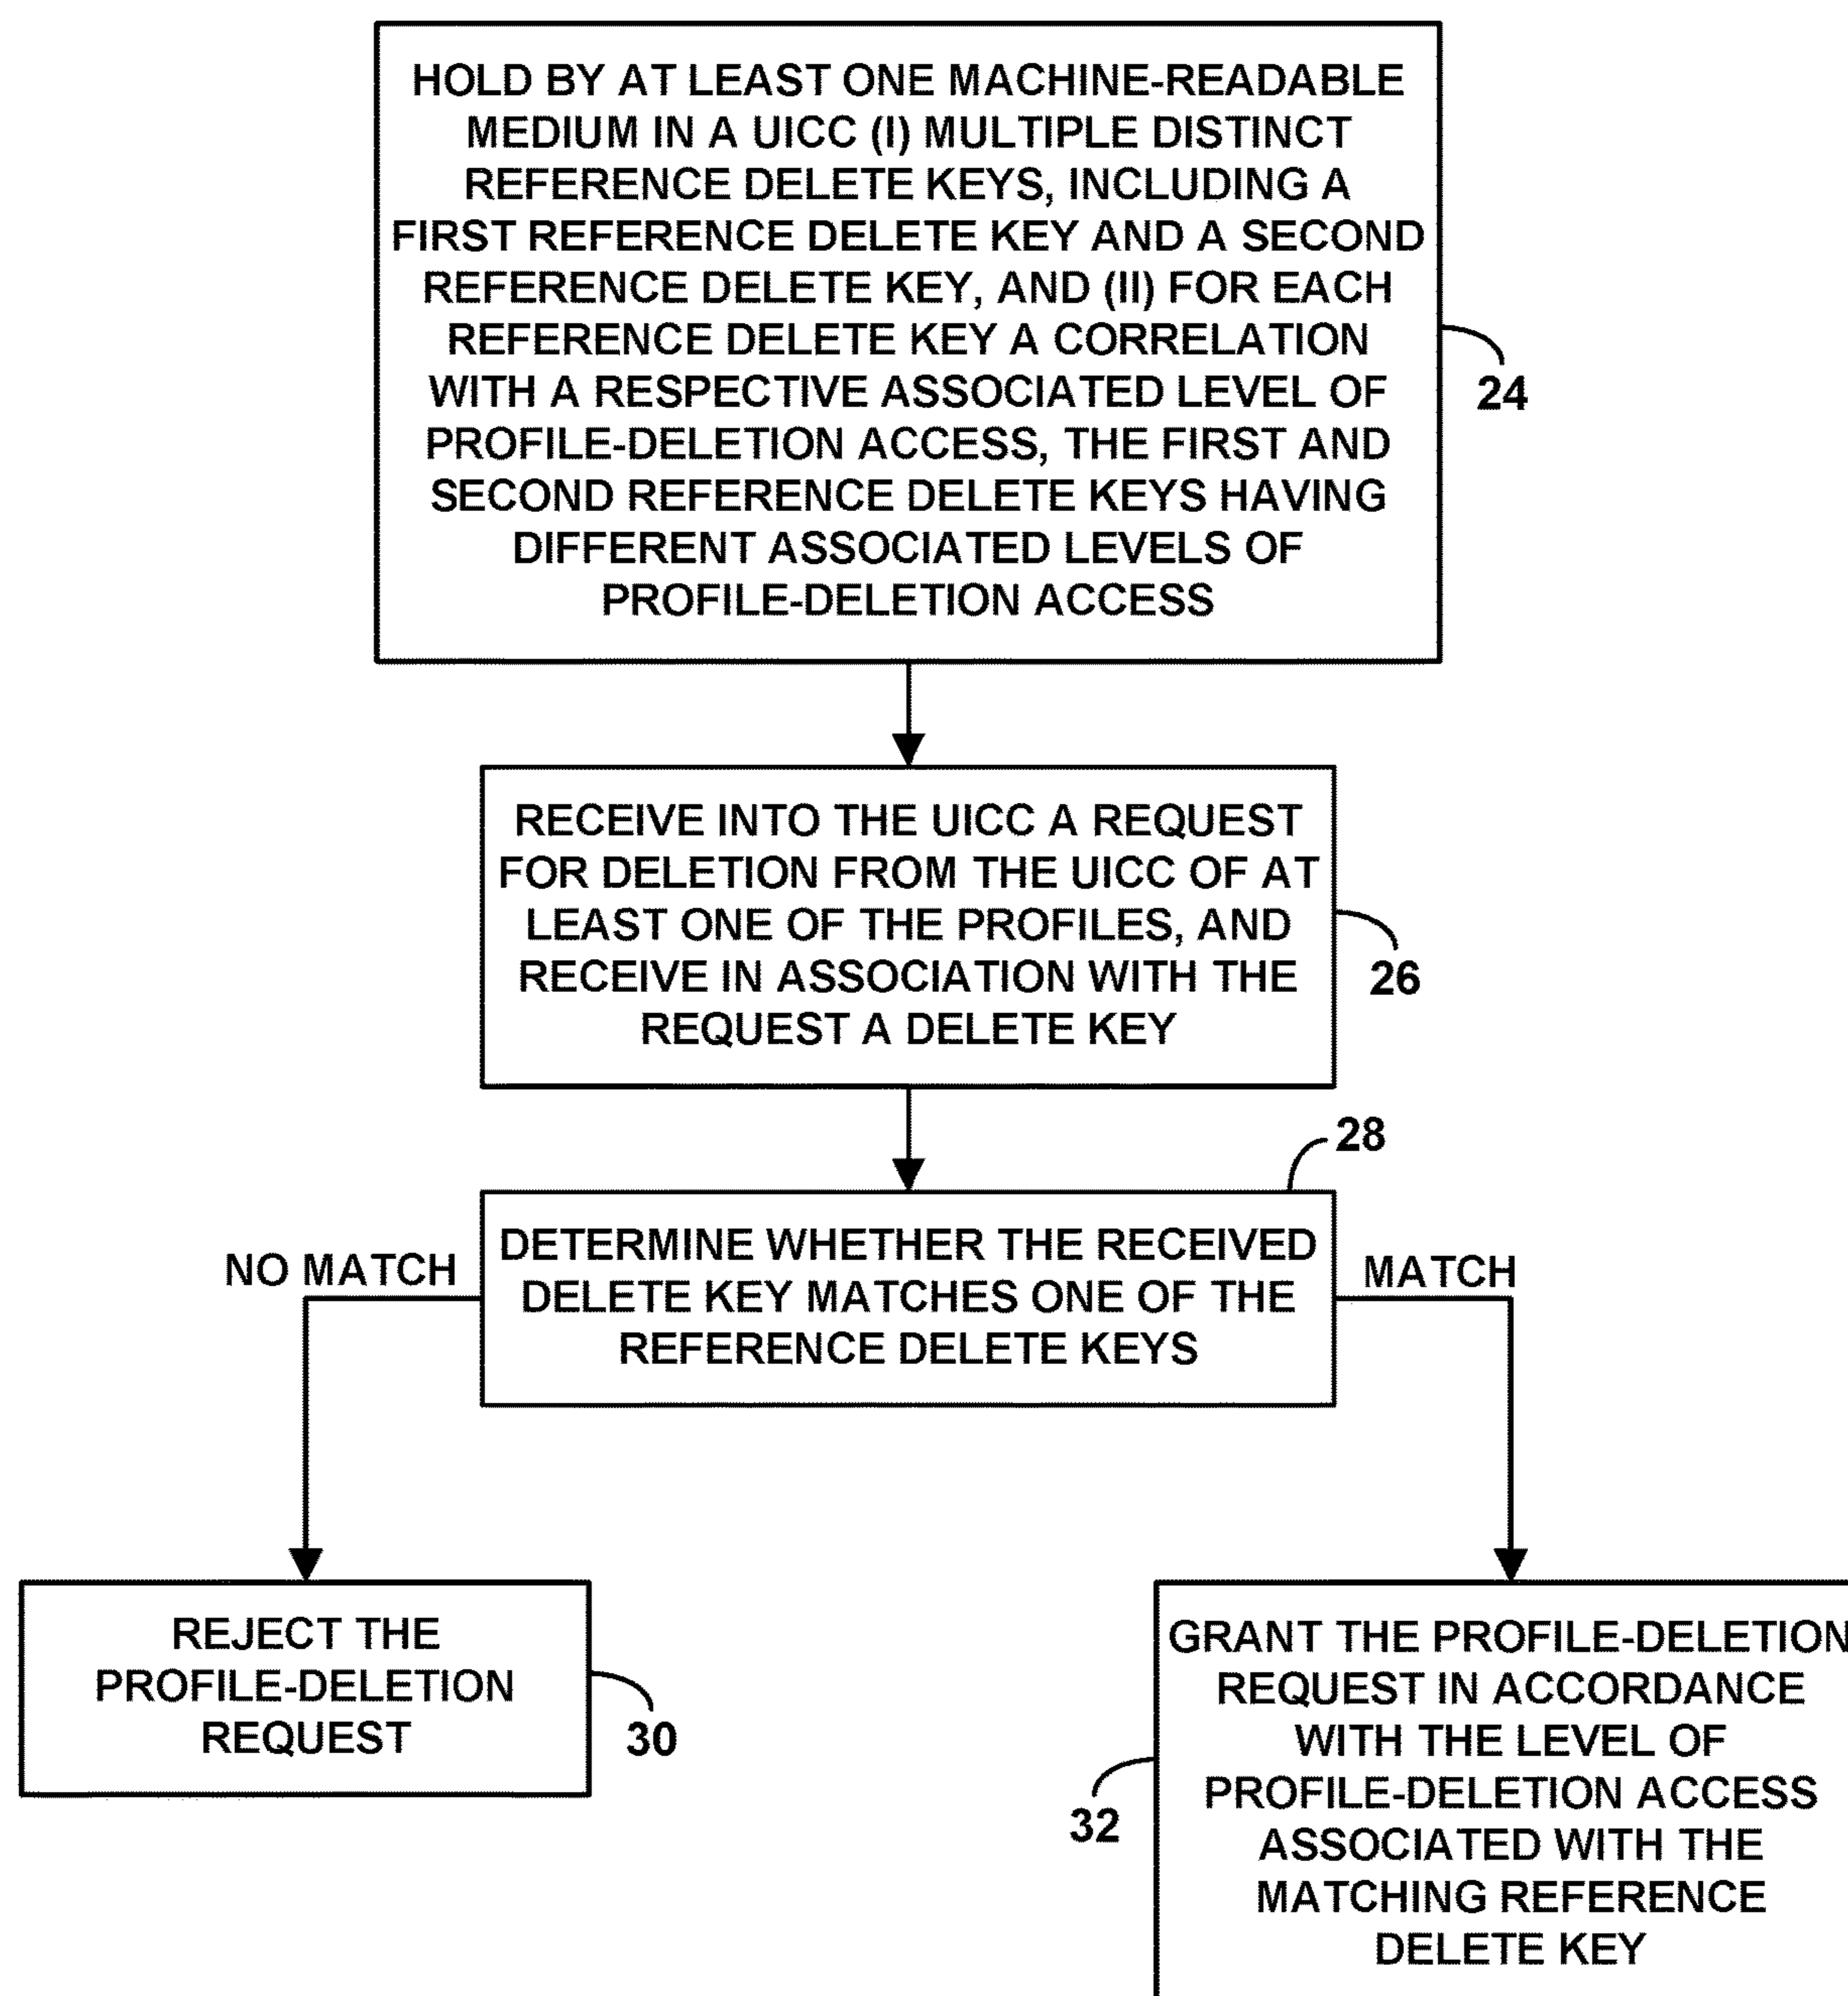 HOLD BY AT LEAST ONE MACHINE-READABLE
MEDIUM IN A UICC (I) MULTIPLE DISTINCT
REFERENCE DELETE KEYS, INCLUDING A
FIRST REFERENCE DELETE KEY AND A SECOND
REFERENCE DELETE KEY, AND (II) FOR EACH
REFERENCE DELETE KEY A CORRELATION
WITH A RESPECTIVE ASSOCIATED LEVEL OF
PROFILE-DELETION ACCESS, THE FIRST AND
SECOND REFERENCE DELETE KEYS HAVING
DIFFERENT ASSOCIATED LEVELS OF
PROFILE-DELETION ACCESS
24
RECEIVE INTO THE UICC A REQUEST
FOR DELETION FROM THE UICC OF AT
LEAST ONE OF THE PROFILES, AND
RECEIVE IN ASSOCIATION WITH THE
REQUEST A DELETE KEY
26
28
DETERMINE WHETHER THE RECEIVED
DELETE KEY MATCHES ONE OF THE
REFERENCE DELETE KEYS
NO MATCH
MATCH
REJECT THE
PROFILE-DELETION
REQUEST
30
GRANT THE PROFILE-DELETION
REQUEST IN ACCORDANCE
WITH THE LEVEL OF
PROFILE-DELETION ACCESS
ASSOCIATED WITH THE
MATCHING REFERENCE
DELETE KEY
32